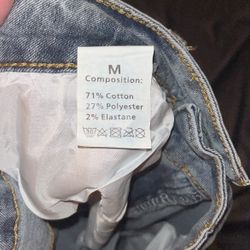 M
Composition:
71% Cotton
27% Polyester
2% Elastane